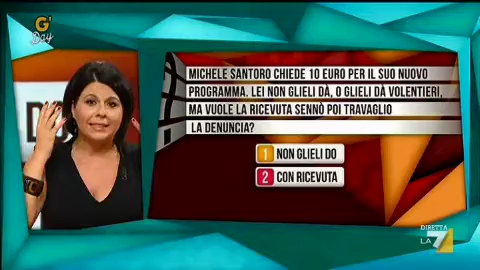 G'
Day
MICHELE SANTORO CHIEDE 10 EURO PER IL SUO NUOVO
PROGRAMMA. LEI NON GLIELI DÀ, O GLIELI DÀ VOLENTIERI,
MA VUOLE LA RICEVUTA SENNÒ POI TRAVAGLIO
LA DENUNCIA?
1 NON GLIELI DO
2 CON RICEVUTA
DIRETTA
LA 7